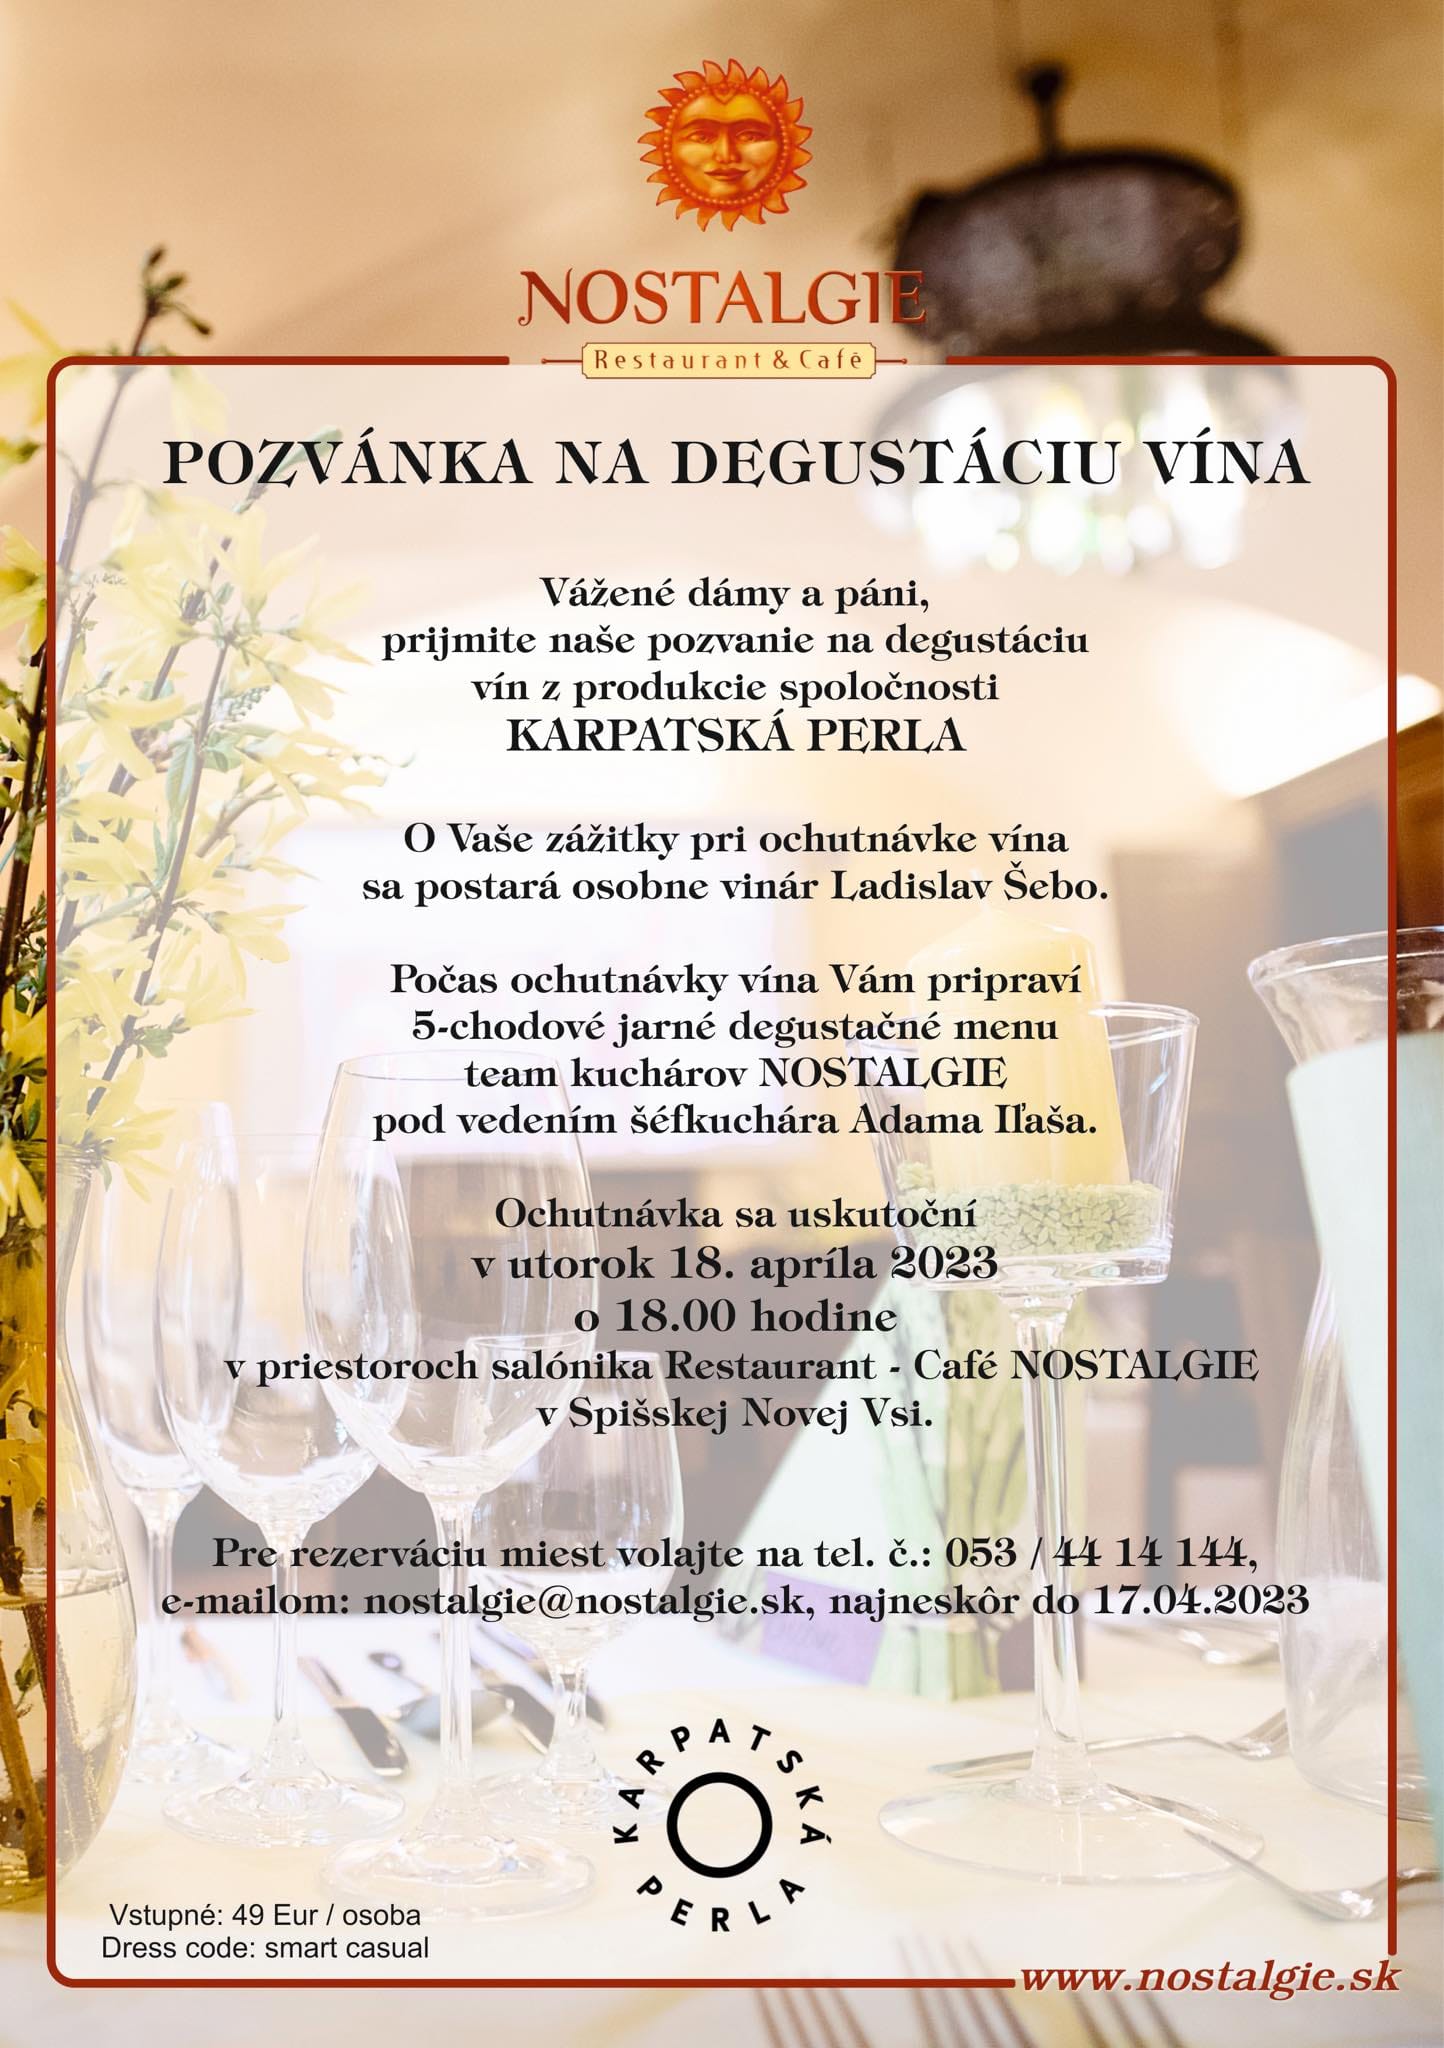 NOSTALGIE
Restaurant & Café
POZVÁNKA NA DEGUSTÁCIU VÍNA
Vážené dámy a páni,
prijmite naše pozvanie na degustáciu
vín z produkcie spoločnosti
KARPATSKÁ PERLA
O Vaše zážitky pri ochutnávke vína
sa postará osobne vinár Ladislav Šebo.
Počas ochutnávky vína Vám pripraví
5-chodové jarné degustačné menu
team kuchárov NOSTALGIE
pod vedením šéfkuchára Adama Iľaša.
Ochutnávka sa uskutoční
v utorok 18. apríla 2023
o 18.00 hodine
v priestoroch salónika Restaurant - Café NOSTALGIE
v Spišskej Novej Vsi.
Pre rezerváciu miest volajte na tel. č.: 053 / 44 14 144,
e-mailom: nostalgie@nostalgie.sk, najneskôr do 17.04.2023
KARPATSKÁ
PERLA
Vstupné: 49 Eur / osoba
Dress code: smart casual
www.nostalgie.sk